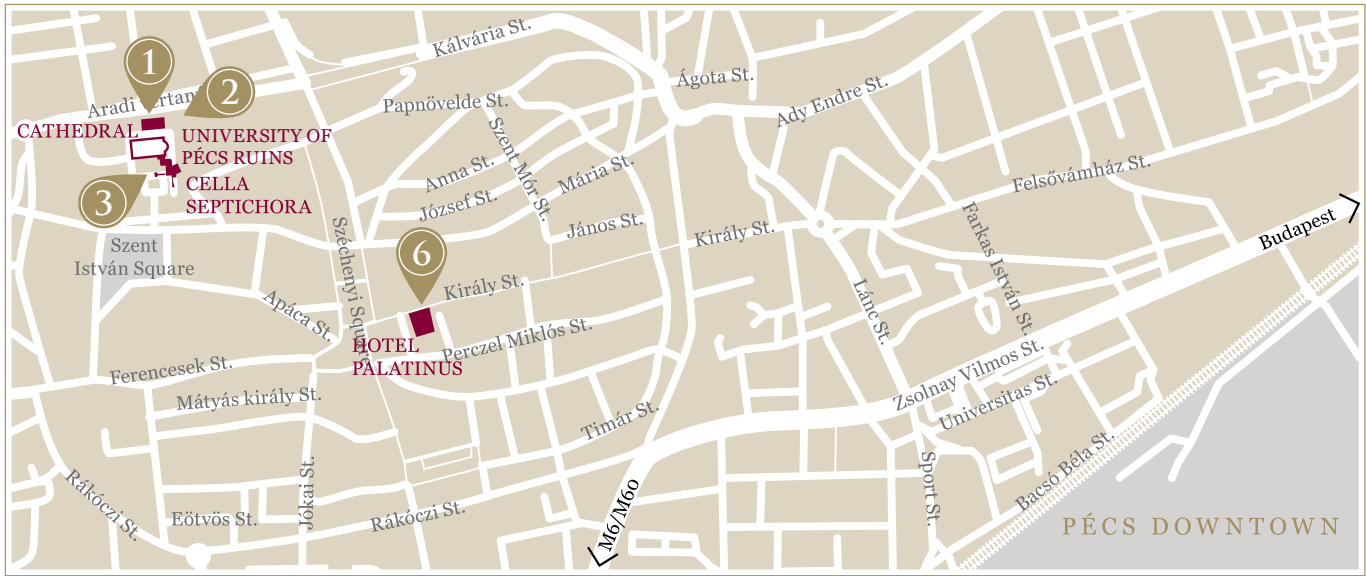 Kálvária St.
1
2
Aradi Vértanúk
Ágota St.
Papnövelde St.
Ady Endre St.
CATHEDRAL
UNIVERSITY OF
PÉCS RUINS
Szent Mór St.
Anna St.
Mária St.
Felsővámház St.
CELLA
SEPTICHORA
3
József St.
János St.
Király St.
Farkas István St.
Budapest
Szent
István Square
Széchenyi Square
6
Király St.
Lánc St.
Apáca St.
HOTEL
PALATINUS
Perczel Miklós St.
Ferencesek St.
Zsolnay Vilmos St.
Mátyás király St.
Universitas St.
Timár St.
Rákóczi St.
Jókai St.
Eötvös St.
Rákóczi St.
M6/M60
Sport St.
Bacsó Béla St.
PÉCS DOWNTOWN